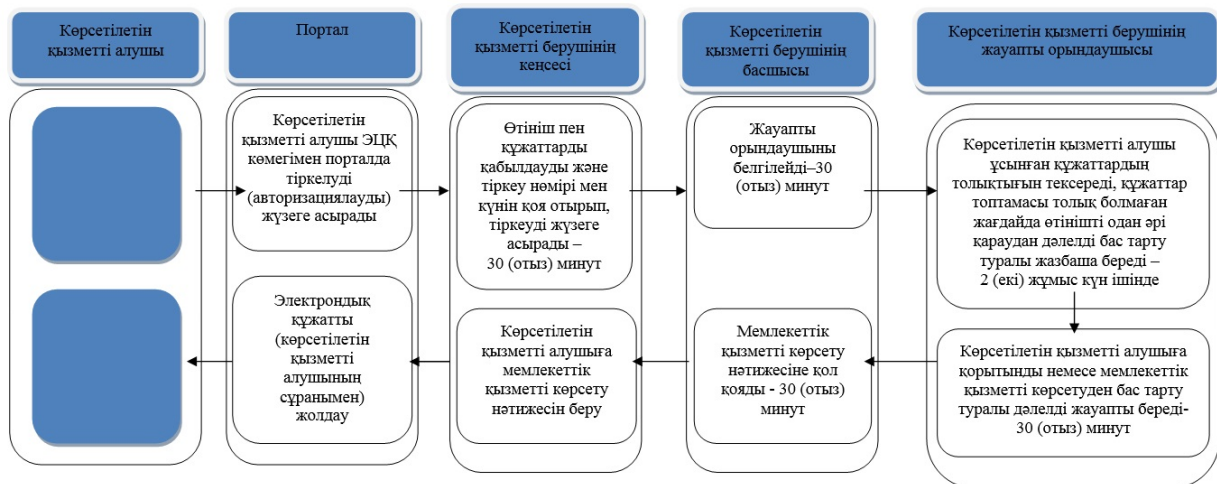 Көрсетілетін
қызметті алушы
Портал
Көрсетілетін
қызметті берушінің
кеңсесі
Көрсетілетін
қызметті берушінің
басшысы
Көрсетілетін қызметті берушінің
жауапты орындаушысы
Көрсетілетін
қызметті алушы ЭЦҚ
көмегімен порталда
тіркелуді
(авторизациялауды)
жүзеге асырады
Өтініш пен
құжаттарды
қабылдауды және
тіркеу нөмірі мен
күнін қоя отырып,
тіркеуді жүзеге
асырады –
30 (отыз) минут
Жауапты
орындаушыны
белгілейді–30
(отыз) минут
Көрсетілетін қызметті алушы
ұсынған құжаттардың
толықтығын тексереді, құжаттар
топтамасы толық болмаған
жағдайда өтінішті одан әрі
қараудан дәлелді бас тарту
туралы жазбаша береді –
2 (екі) жұмыс күн ішінде
Электрондық
құжатты
(көрсетілетін
қызметті
алушының
сұранымен)
жолдау
Көрсетілетін
қызметті алушыға
мемлекеттік
қызметті көрсету
нәтижесін беру
Мемлекеттік
қызметті көрсету
нәтижесіне қол
қояды - 30 (отыз)
минут
Көрсетілетін қызметті алушыға
қорытынды немесе мемлекеттік
қызметті көрсетуден бас тарту
туралы дәлелді жауапты береді-
30 (отыз) минут